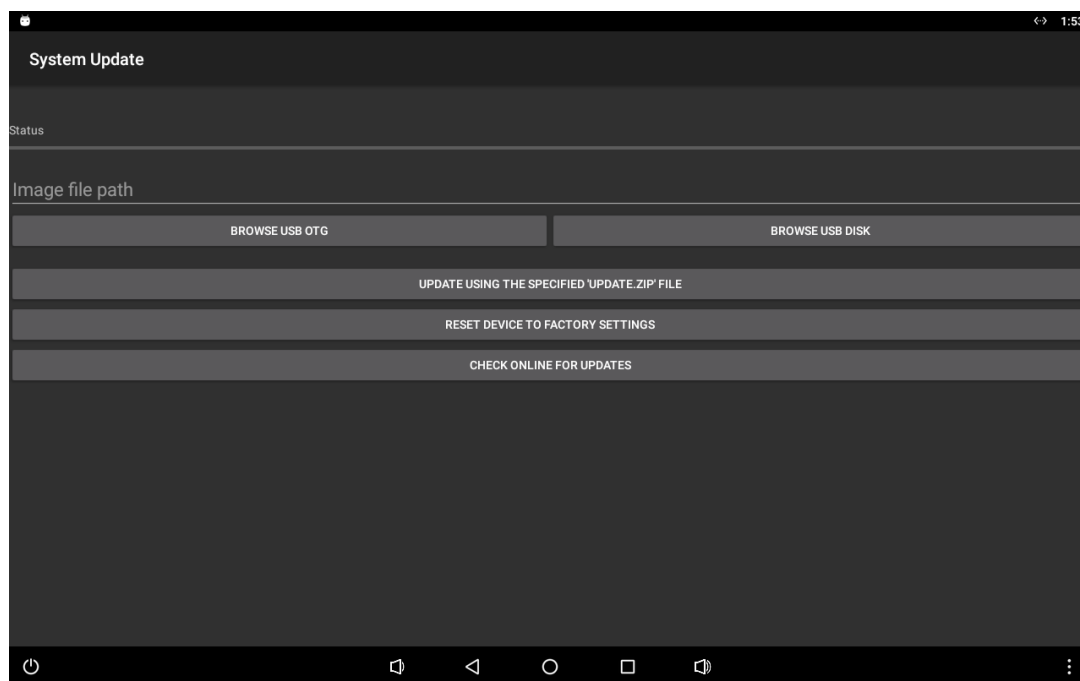 1:53
System Update
Status
Image file path
BROWSE USB OTG
BROWSE USB DISK
UPDATE USING THE SPECIFIED 'UPDATE.ZIP' FILE
RESET DEVICE TO FACTORY SETTINGS
CHECK ONLINE FOR UPDATES